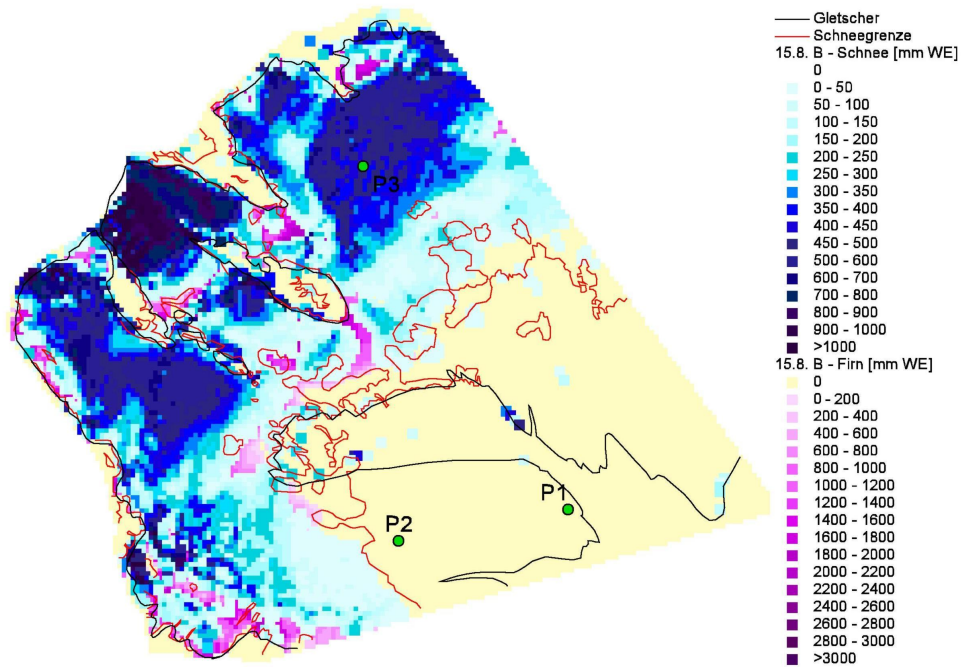 Gletscher
Schneegrenze
15.8. B - Schnee [mm WE]
0
0 - 50
50 - 100
100 - 150
150 - 200
200 - 250
250 - 300
300 - 350
350 - 400
400 - 450
450 - 500
500 - 600
600 - 700
700 - 800
800 - 900
900 - 1000
>1000
15.8. B - Firn [mm WE]
0
0 - 200
200 - 400
400 - 600
600 - 800
800 - 1000
1000 - 1200
1200 - 1400
1400 - 1600
1600 - 1800
1800 - 2000
2000 - 2200
2200 - 2400
2400 - 2600
2600 - 2800
2800 - 3000
>3000
P3
P1
P2